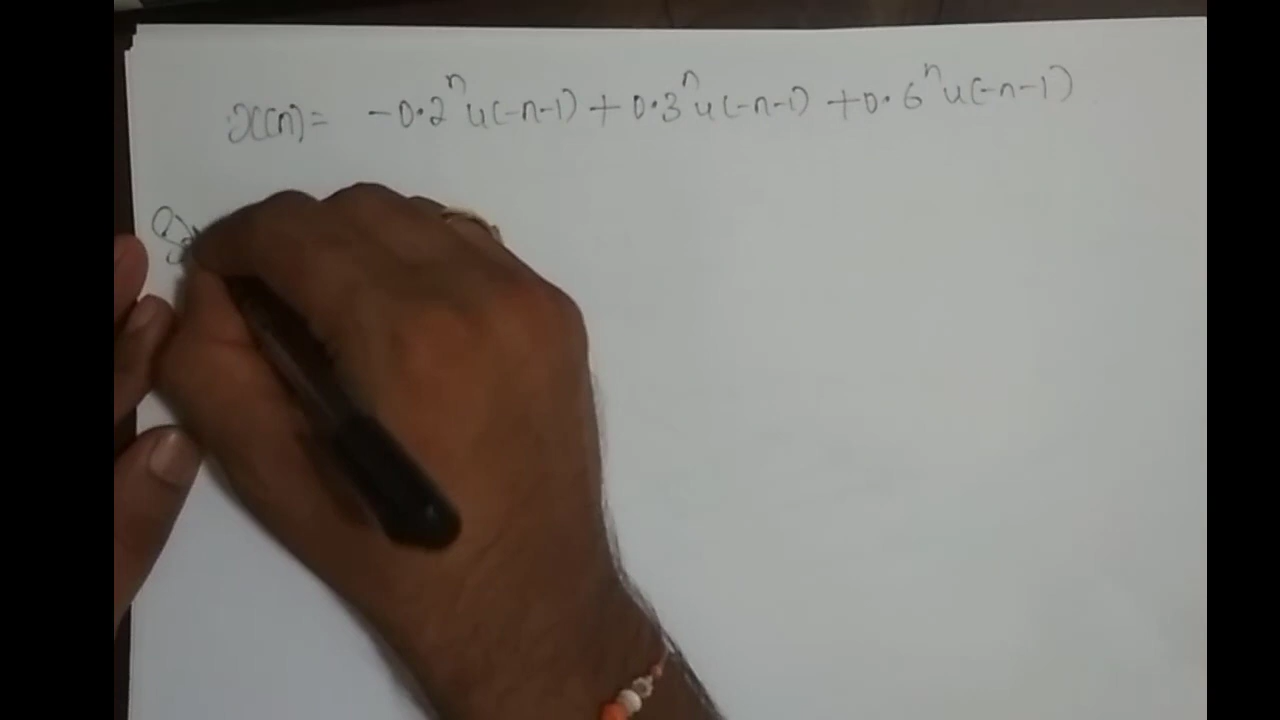 x(n) = -0.2^n u(-n-1) + 0.3^n u(-n-1) + 0.6^n u(-n-1)